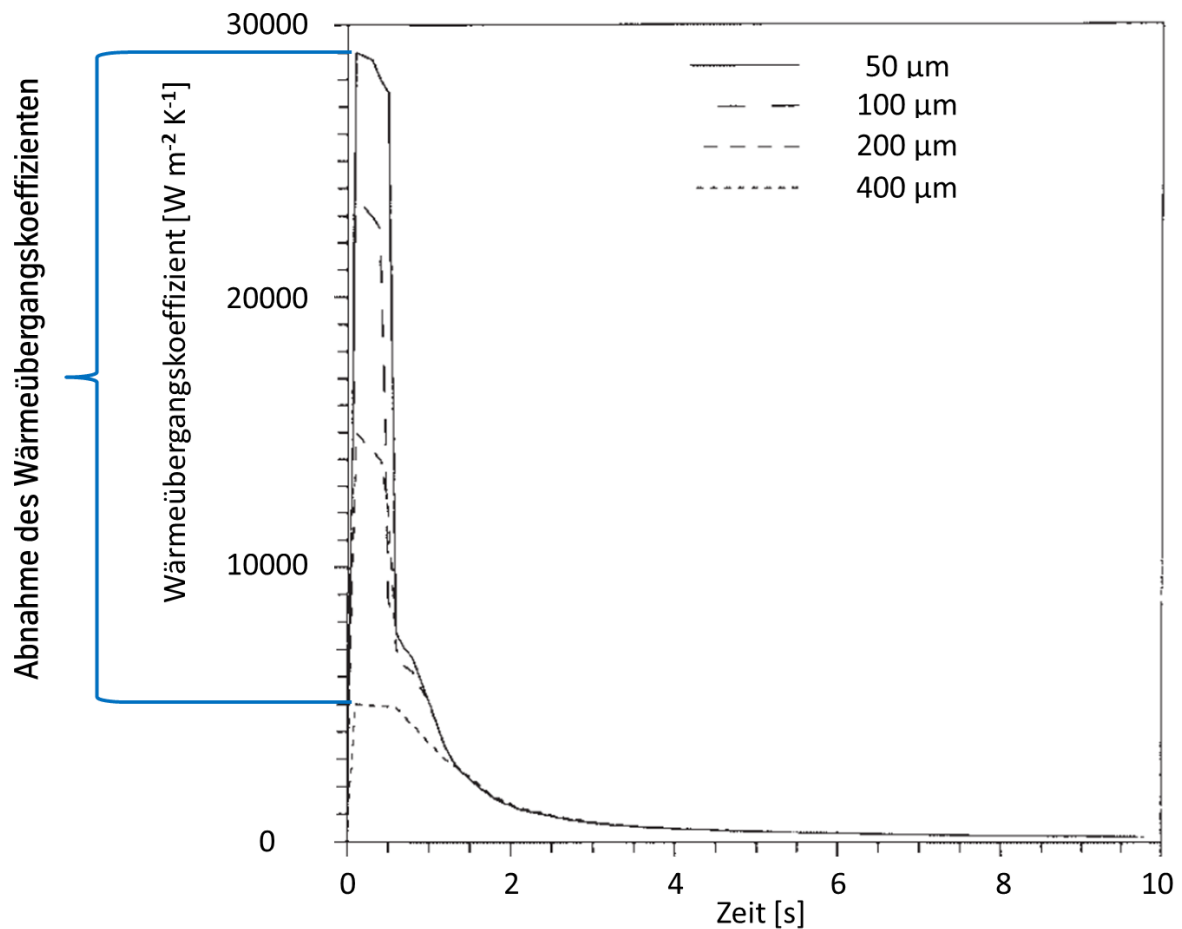 Abnahme des Wärmeübergangskoeffizienten
Wärmeübergangskoeffizient [W m⁻² K⁻¹]
30000
20000
10000
0
50 µm
100 µm
200 µm
400 µm
0 2 4 6 8 10
Zeit [s]